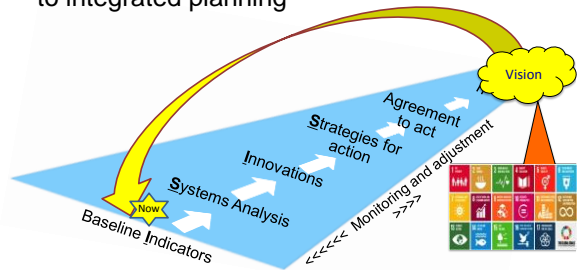 to integrated planning
Vision
Agreement
to act
Strategies for
action
Innovations
Systems Analysis
Now
Baseline Indicators
<<<<<< Monitoring and adjustment
>>>>